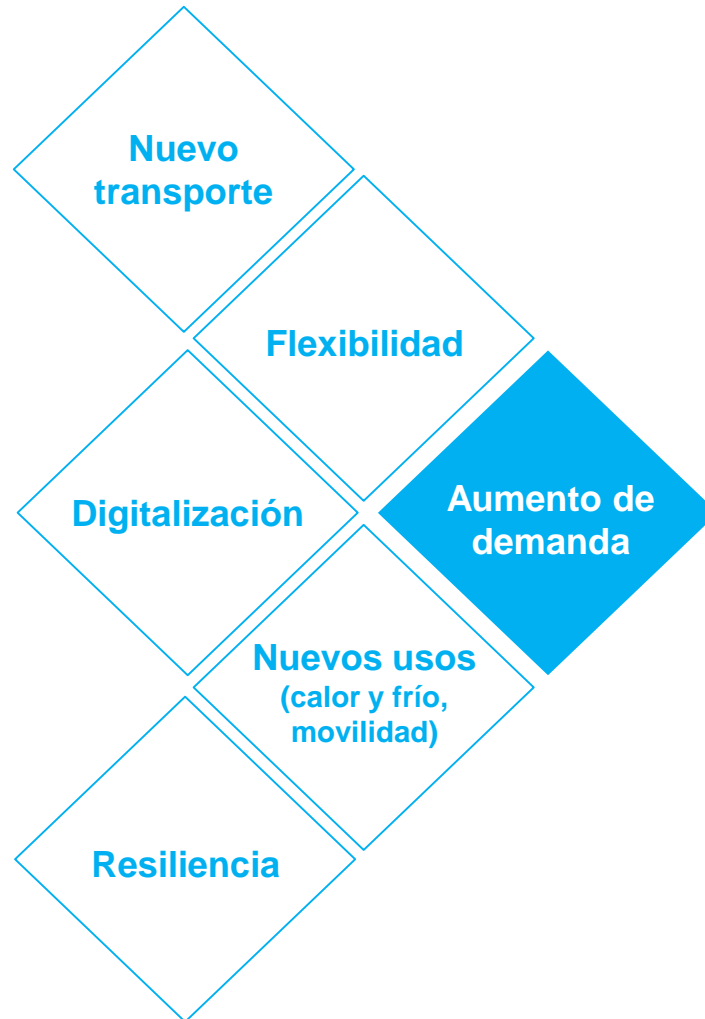 Nuevo
transporte
Flexibilidad
Aumento de
demanda
Digitalización
Nuevos usos
(calor y frío,
movilidad)
Resiliencia